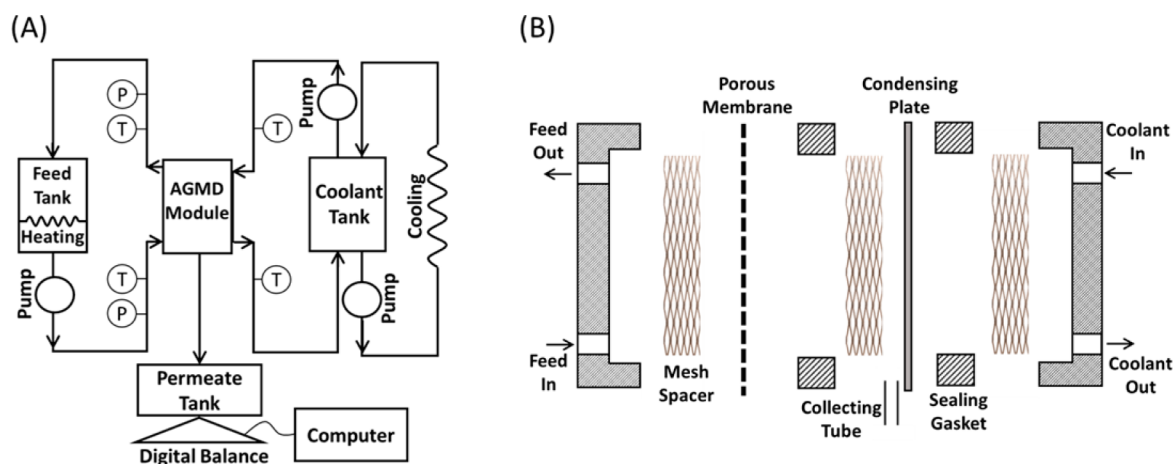 (A)
P
T
Feed
Tank
Heating
Pump
T
P
AGMD
Module
T
T
Pump
Coolant
Tank
Pump
Cooling
Permeate
Tank
Digital Balance
Computer
(B)
Feed
Out
Feed
In
Mesh
Spacer
Porous
Membrane
Condensing
Plate
Collecting
Tube
Sealing
Gasket
Coolant
In
Coolant
Out